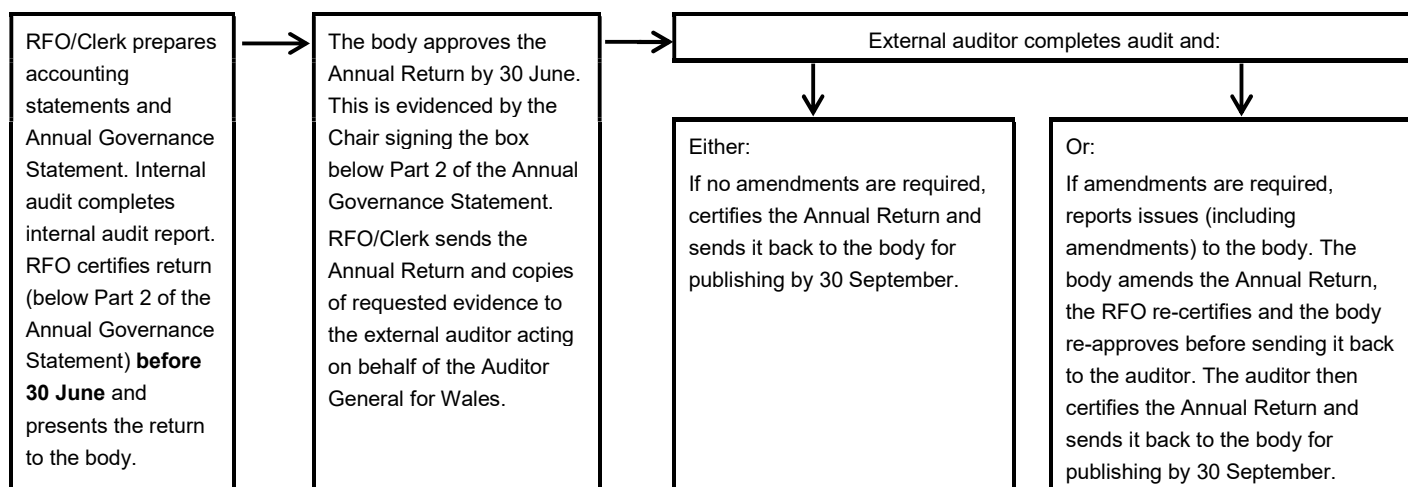 RFO/Clerk prepares
accounting
statements and
Annual Governance
Statement. Internal
audit completes
internal audit report.
RFO certifies return
(below Part 2 of the
Annual Governance
Statement) before
30 June and
presents the return
to the body.
The body approves the
Annual Return by 30 June.
This is evidenced by the
Chair signing the box
below Part 2 of the Annual
Governance Statement.
RFO/Clerk sends the
Annual Return and copies
of requested evidence to
the external auditor acting
on behalf of the Auditor
General for Wales.
External auditor completes audit and:
Either:
If no amendments are required,
certifies the Annual Return and
sends it back to the body for
publishing by 30 September.
Or:
If amendments are required,
reports issues (including
amendments) to the body. The
body amends the Annual Return,
the RFO re-certifies and the body
re-approves before sending it back
to the auditor. The auditor then
certifies the Annual Return and
sends it back to the body for
publishing by 30 September.